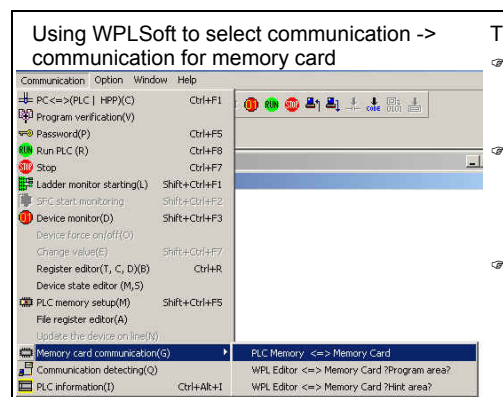 Using WPLSoft to select communication ->
communication for memory card
T
Communication Option Window Help
PC<=>(PLC | HPP)(C) Ctrl+F1
Program verification(V)
Password(P) Ctrl+F5
RUN Run PLC (R) Ctrl+F8
STOP Stop Ctrl+F7
Ladder monitor starting(L) Shift+Ctrl+F1
SFC start monitoring Shift+Ctrl+F2
Device monitor(D) Shift+Ctrl+F3
Device force on/off(O)
Change value(E) Shift+Ctrl+F7
Register editor(T, C, D)(B) Ctrl+R
Device state editor (M,S)
PLC memory setup(M) Shift+Ctrl+F5
File register editor(A)
Update the device on line(N)
Memory card communication(G)
Communication detecting(Q)
PLC information(I) Ctrl+Alt+I
RUN STOP CODE
PLC Memory <=> Memory Card
WPL Editor <=> Memory Card ?Program area?
WPL Editor <=> Memory Card ?Hint area?